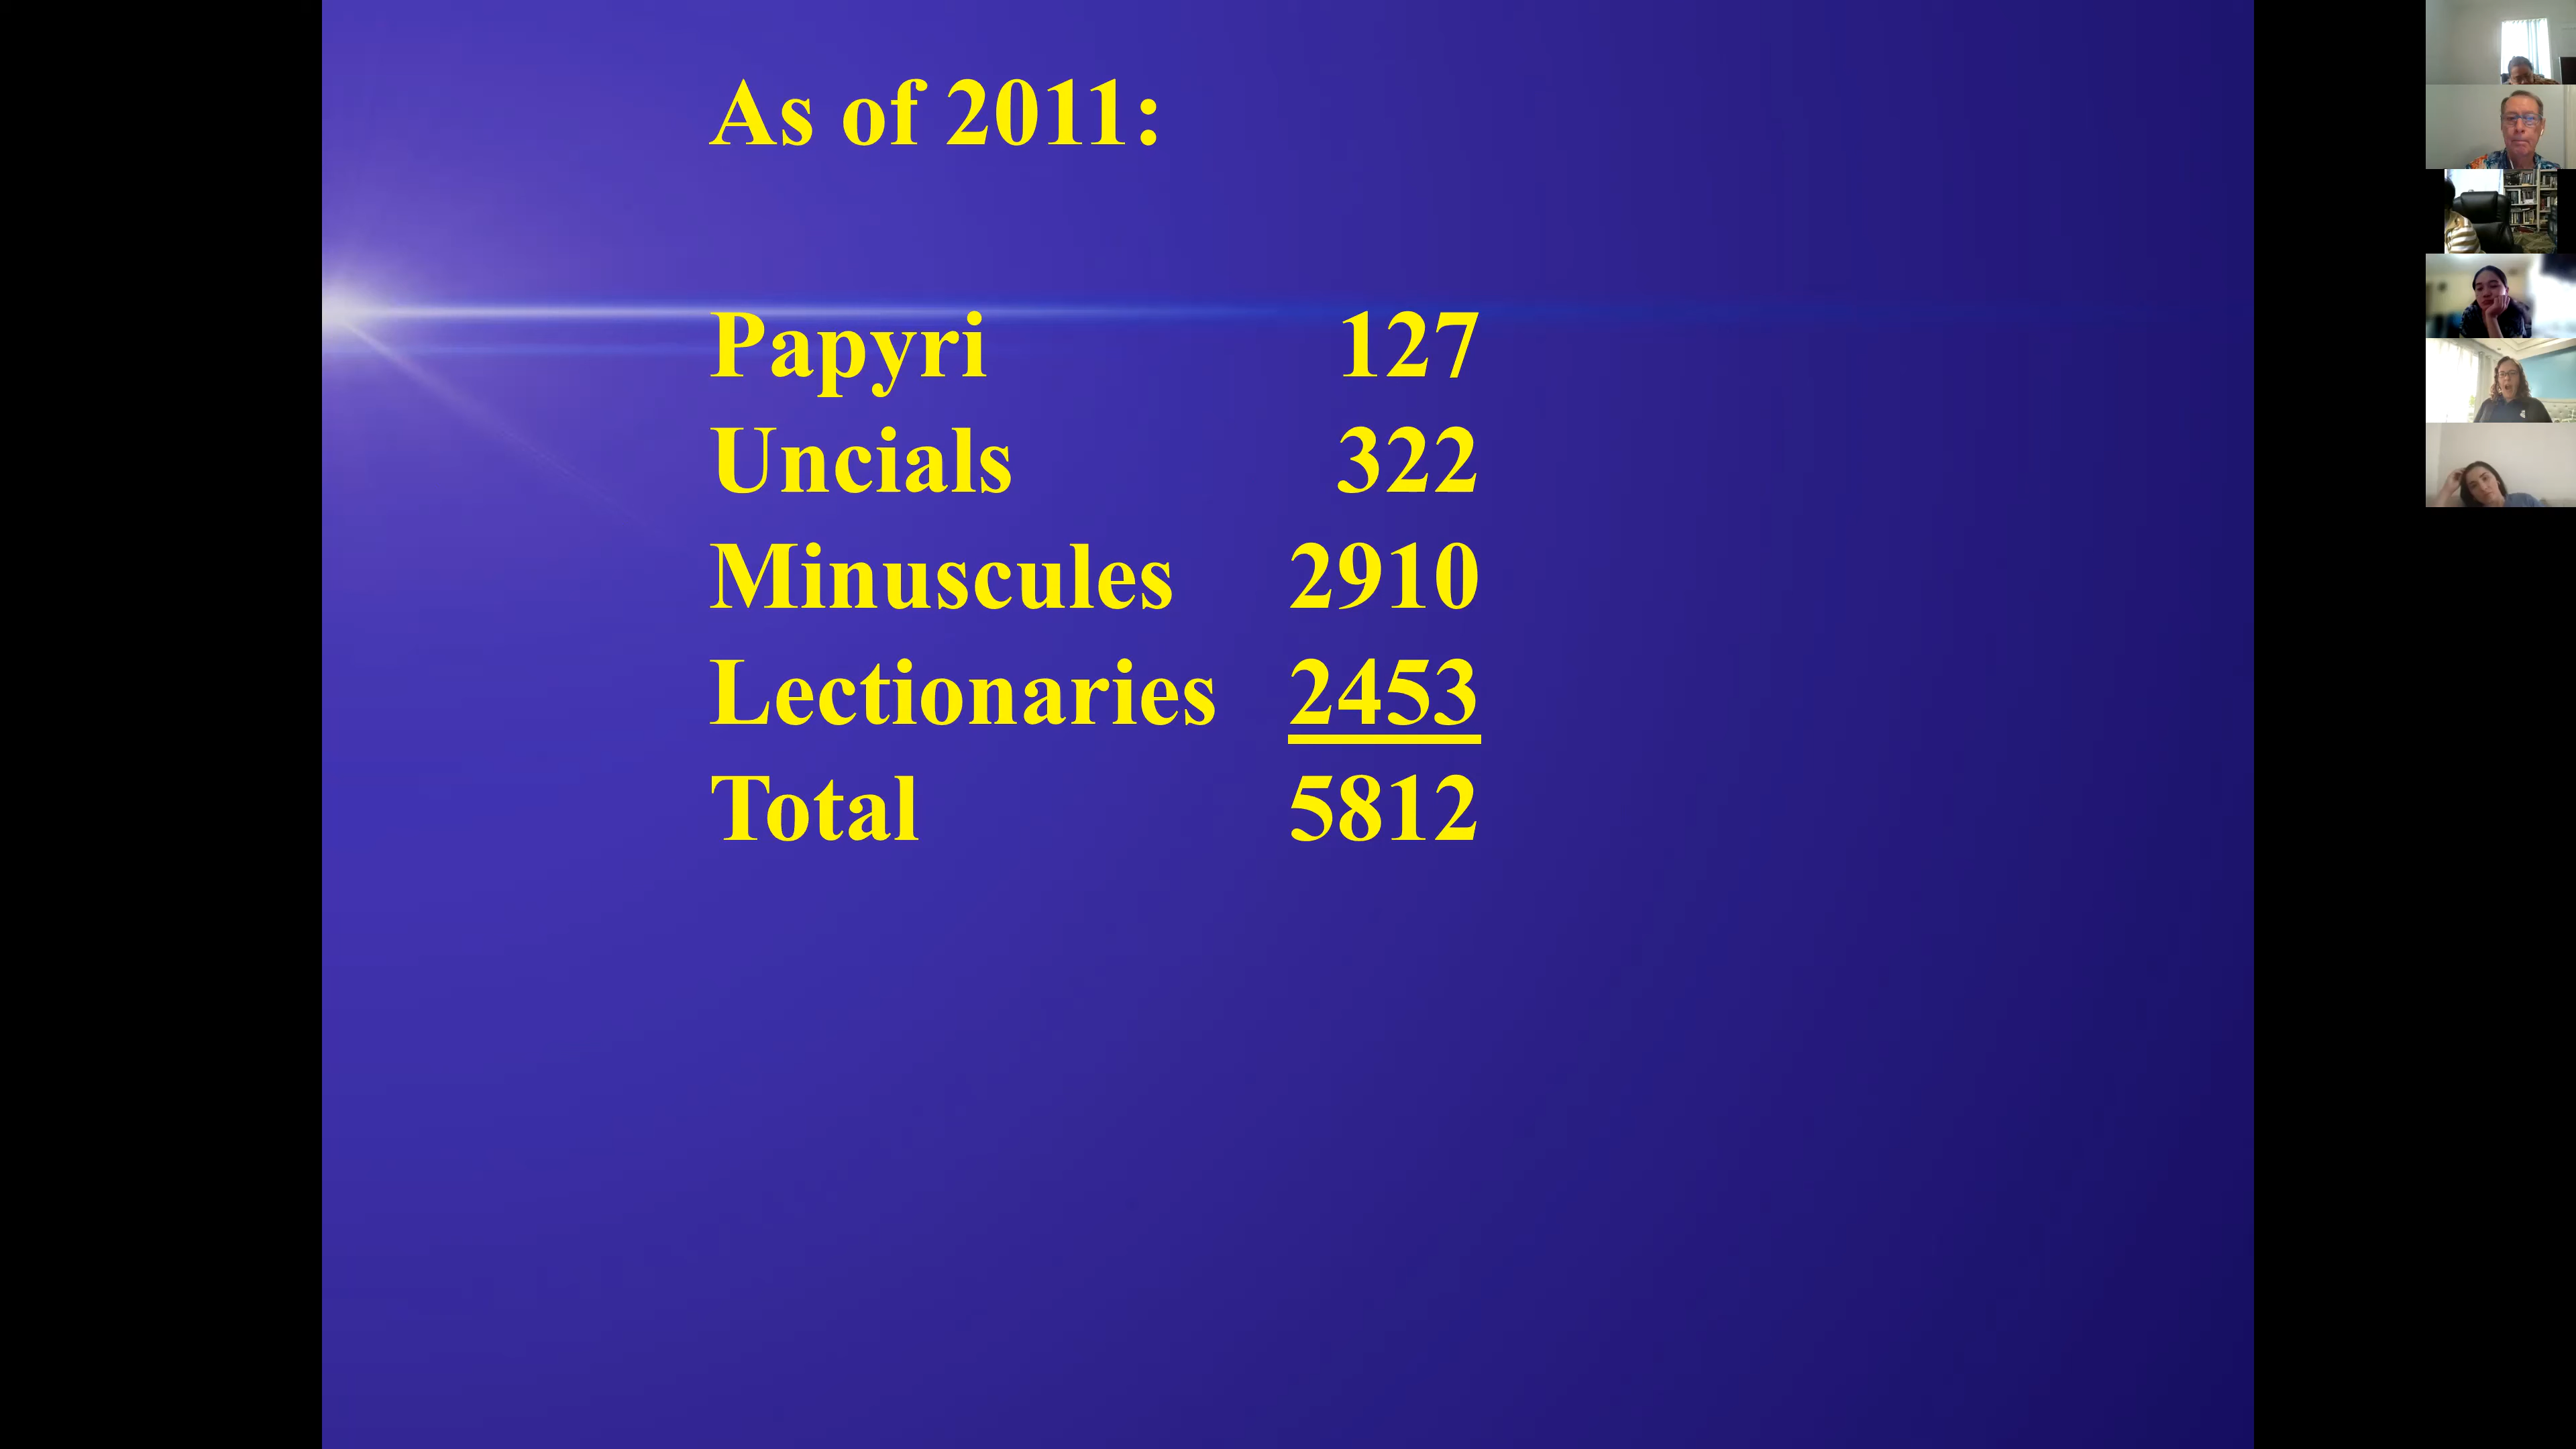 As of 2011:
Papyri 127
Uncials 322
Minuscules 2910
Lectionaries 2453
Total 5812